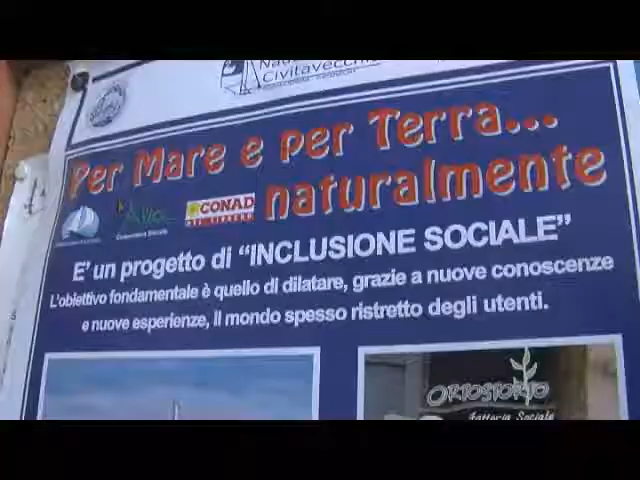 Civitavecchia
Per Mare e per Terra...
naturalmente
CONAD
E' un progetto di “INCLUSIONE SOCIALE”
L'obiettivo fondamentale è quello di dilatare, grazie a nuove conoscenze
e nuove esperienze, il mondo spesso ristretto degli utenti.
ORTOSTORTO
fattoria Sociale